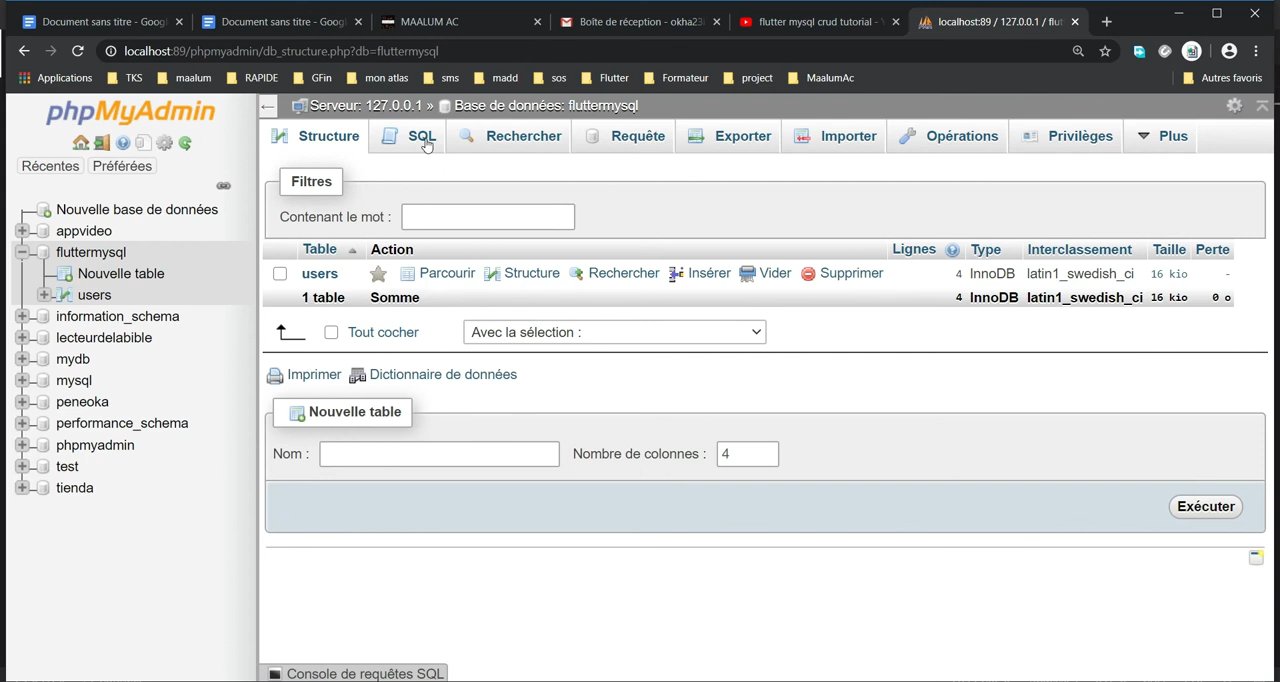 Document sans titre - Googl
Document sans titre - Googl
MAALUM AC
Boîte de réception - okha23
flutter mysql crud tutorial -
localhost:89 / 127.0.0.1 / flut
localhost:89/phpmyadmin/db_structure.php?db=fluttermysql
Applications
TKS
maalum
RAPIDE
GFin
mon atlas
sms
madd
sos
Flutter
Formateur
project
MaalumAc
Autres favoris
phpMyAdmin
Récentes
Préférées
Nouvelle base de données
appvideo
fluttermysql
Nouvelle table
users
information_schema
lecteurdelabible
mydb
mysql
peneoka
performance_schema
phpmyadmin
test
tienda
Serveur: 127.0.0.1 » Base de données: fluttermysql
Structure
SQL
Rechercher
Requête
Exporter
Importer
Opérations
Privilèges
Plus
Filtres
Contenant le mot :
Table Action Lignes Type Interclassement Taille Perte
users Parcourir Structure Rechercher Insérer Vider Supprimer 4 InnoDB latin1_swedish_ci 16 kio -
1 table Somme 4 InnoDB latin1_swedish_ci 16 kio 0 o
Tout cocher
Avec la sélection :
Imprimer Dictionnaire de données
Nouvelle table
Nom :
Nombre de colonnes : 4
Exécuter
Console de requêtes SQL